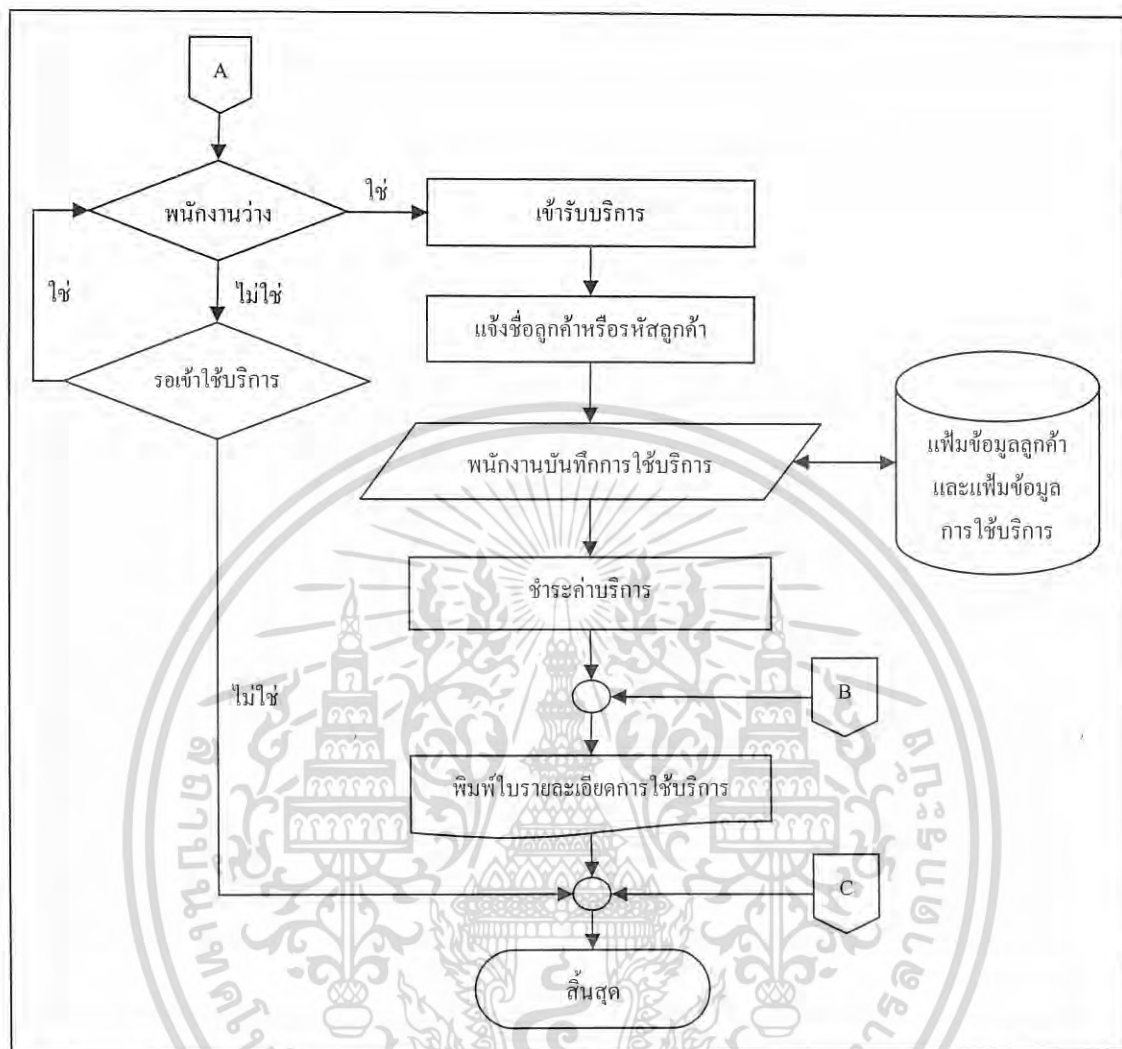 A
พนักงานว่าง
ใช่
เข้ารับบริการ
ใช่
ไม่ใช่
แจ้งชื่อลูกค้าหรือรหัสลูกค้า
รอเข้าใช้บริการ
พนักงานบันทึกการใช้บริการ
แฟ้มข้อมูลลูกค้า
และแฟ้มข้อมูล
การใช้บริการ
ชำระค่าบริการ
ไม่ใช่
B
พิมพ์ใบรายละเอียดการใช้บริการ
C
สิ้นสุด